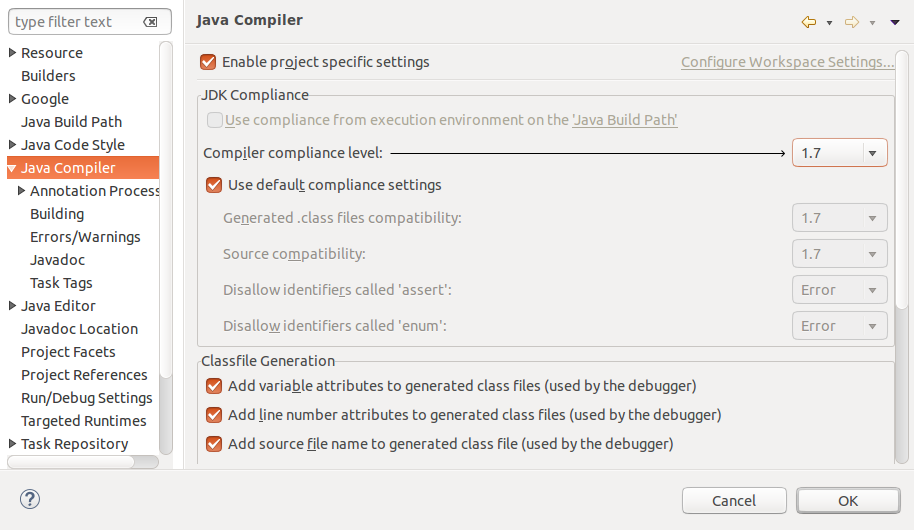 type filter text
Resource
Builders
Google
Java Build Path
Java Code Style
Java Compiler
Annotation Process
Building
Errors/Warnings
Javadoc
Task Tags
Java Editor
Javadoc Location
Project Facets
Project References
Run/Debug Settings
Targeted Runtimes
Task Repository
Java Compiler
Enable project specific settings
Configure Workspace Settings...
JDK Compliance
Use compliance from execution environment on the 'Java Build Path'
Compiler compliance level: 1.7
Use default compliance settings
Generated .class files compatibility: 1.7
Source compatibility: 1.7
Disallow identifiers called 'assert': Error
Disallow identifiers called 'enum': Error
Classfile Generation
Add variable attributes to generated class files (used by the debugger)
Add line number attributes to generated class files (used by the debugger)
Add source file name to generated class file (used by the debugger)
?
Cancel
OK